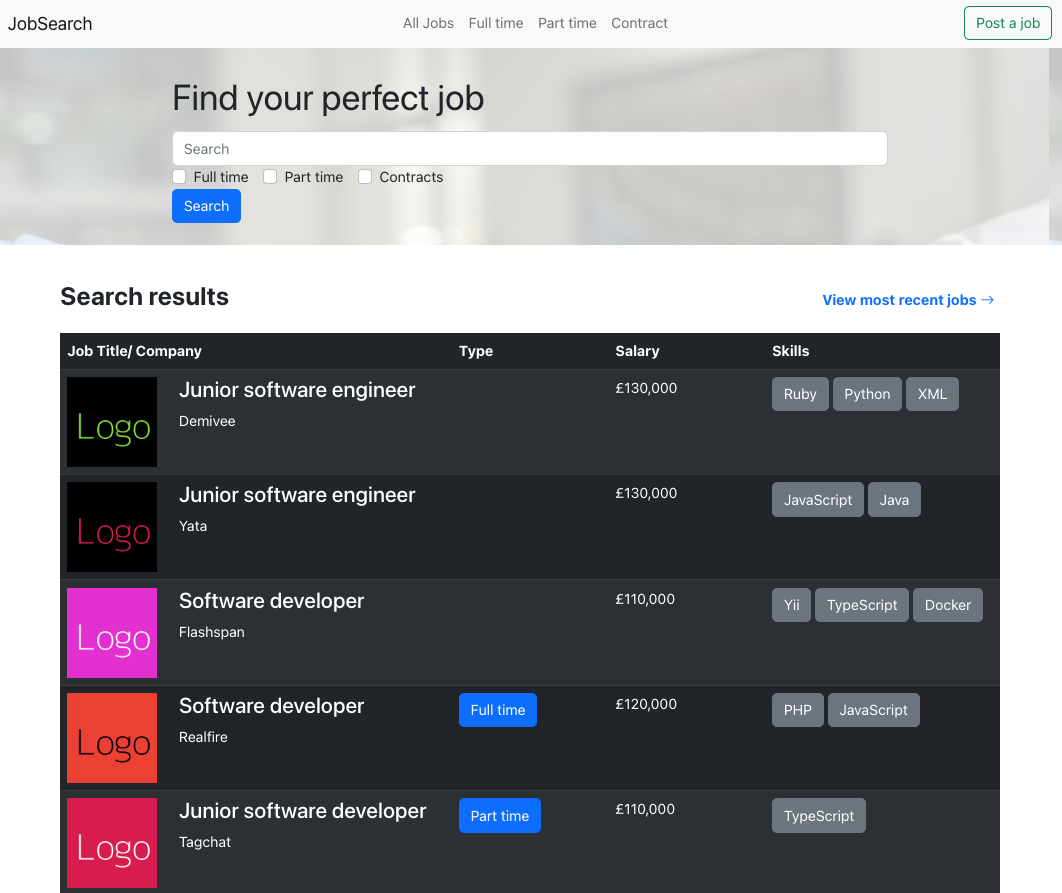 JobSearch All Jobs Full time Part time Contract Post a job
Find your perfect job
Search
Full time Part time Contracts
Search
Search results View most recent jobs →
Job Title/ Company Type Salary Skills
Logo Junior software engineer £130,000 Ruby Python XML
Demivee
Logo Junior software engineer £130,000 JavaScript Java
Yata
Logo Software developer £110,000 Yii TypeScript Docker
Flashspan
Logo Software developer Full time £120,000 PHP JavaScript
Realfire
Logo Junior software developer Part time £110,000 TypeScript
Tagchat